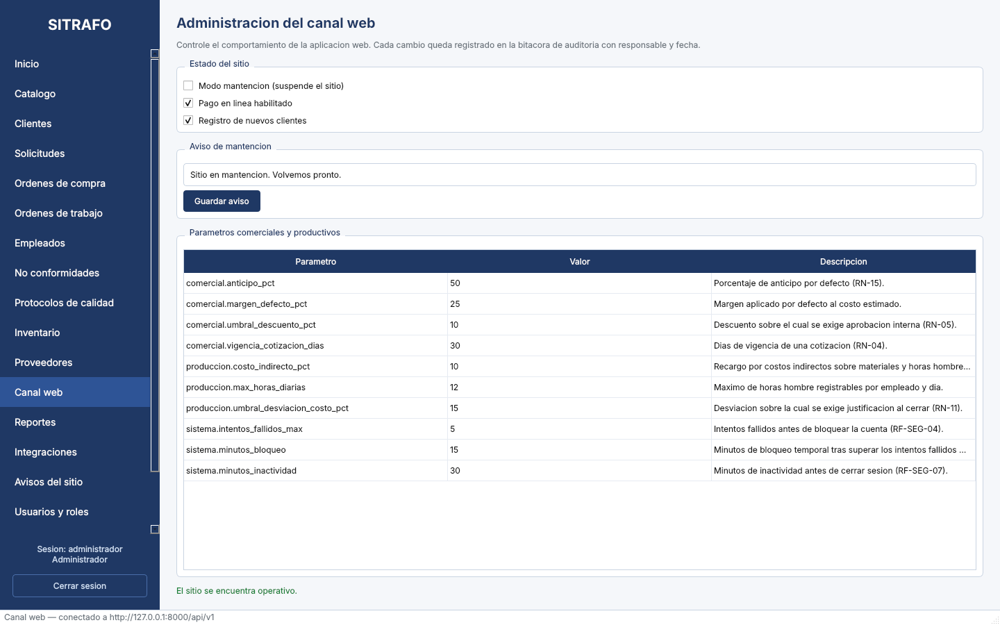 SITRAFO
Inicio
Catalogo
Clientes
Solicitudes
Ordenes de compra
Ordenes de trabajo
Empleados
No conformidades
Protocolos de calidad
Inventario
Proveedores
Canal web
Reportes
Integraciones
Avisos del sitio
Usuarios y roles
Sesion: administrador
Administrador
Cerrar sesion
Administracion del canal web
Controle el comportamiento de la aplicacion web. Cada cambio queda registrado en la bitacora de auditoria con responsable y fecha.
Estado del sitio
Modo mantencion (suspende el sitio)
Pago en linea habilitado
Registro de nuevos clientes
Aviso de mantencion
Sitio en mantencion. Volvemos pronto.
Guardar aviso
Parametros comerciales y productivos
Parametro Valor Descripcion
comercial.anticipo_pct 50 Porcentaje de anticipo por defecto (RN-15).
comercial.margen_defecto_pct 25 Margen aplicado por defecto al costo estimado.
comercial.umbral_descuento_pct 10 Descuento sobre el cual se exige aprobacion interna (RN-05).
comercial.vigencia_cotizacion_dias 30 Dias de vigencia de una cotizacion (RN-04).
produccion.costo_indirecto_pct 10 Recargo por costos indirectos sobre materiales y horas hombre...
produccion.max_horas_diarias 12 Maximo de horas hombre registrables por empleado y dia.
produccion.umbral_desviacion_costo_pct 15 Desviacion sobre la cual se exige justificacion al cerrar (RN-11).
sistema.intentos_fallidos_max 5 Intentos fallidos antes de bloquear la cuenta (RF-SEG-04).
sistema.minutos_bloqueo 15 Minutos de bloqueo temporal tras superar los intentos fallidos ...
sistema.minutos_inactividad 30 Minutos de inactividad antes de cerrar sesion (RF-SEG-07).
El sitio se encuentra operativo.
Canal web — conectado a http://127.0.0.1:8000/api/v1